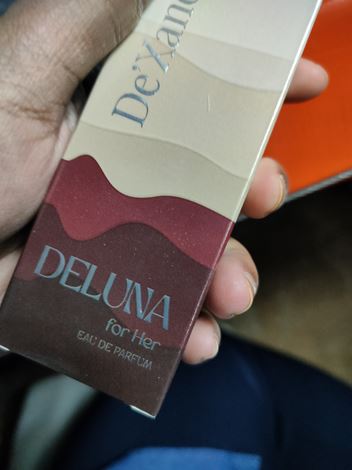 De'Xan
DELUNA
for Her
EAU DE PARFUM